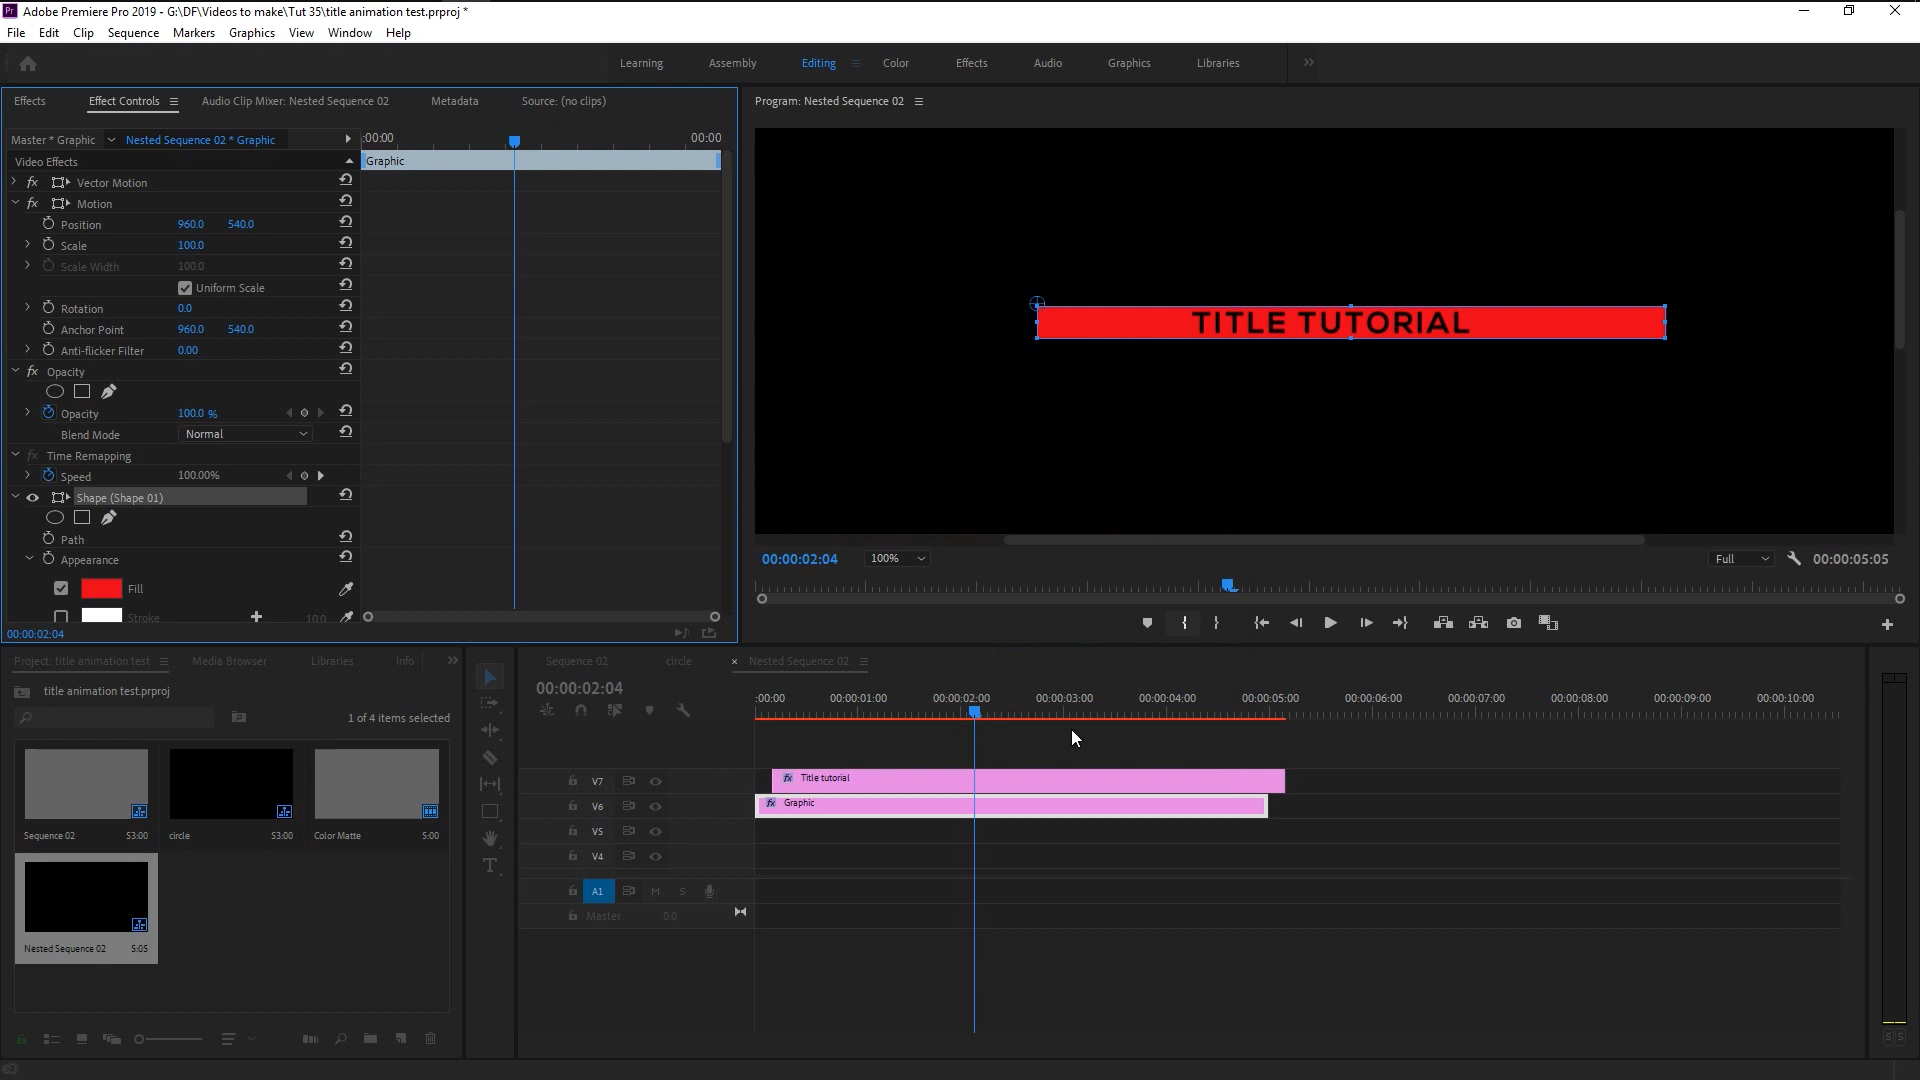 Pr Adobe Premiere Pro 2019 - G:\DF\Videos to make\Tut 35\title animation test.prproj *
File Edit Clip Sequence Markers Graphics View Window Help
Learning Assembly Editing Color Effects Audio Graphics Libraries
Effects Effect Controls Audio Clip Mixer: Nested Sequence 02 Metadata Source: (no clips)
Program: Nested Sequence 02
Master * Graphic Nested Sequence 02 * Graphic :00:00 00:00
Video Effects Graphic
fx Vector Motion
fx Motion
Position 960.0 540.0
Scale 100.0
Scale Width 100.0
Uniform Scale
Rotation 0.0
Anchor Point 960.0 540.0
Anti-flicker Filter 0.00
fx Opacity
Opacity 100.0 %
Blend Mode Normal
fx Time Remapping
Speed 100.00%
Shape (Shape 01)
Path
Appearance
Fill
Stroke 10.0
00:00:02:04
TITLE TUTORIAL
00:00:02:04 100% Full 00:00:05:05
Project: title animation test Media Browser Libraries Info
title animation test.prproj
1 of 4 items selected
Sequence 02 53:00 circle 53:00 Color Matte 5:00
Nested Sequence 02 5:05
T
Sequence 02 circle × Nested Sequence 02
00:00:02:04
:00:00 00:00:01:00 00:00:02:00 00:00:03:00 00:00:04:00 00:00:05:00 00:00:06:00 00:00:07:00 00:00:08:00 00:00:09:00 00:00:10:00
V7 fx Title tutorial
V6 fx Graphic
V5
V4
A1 M S
Master 0.0
S S